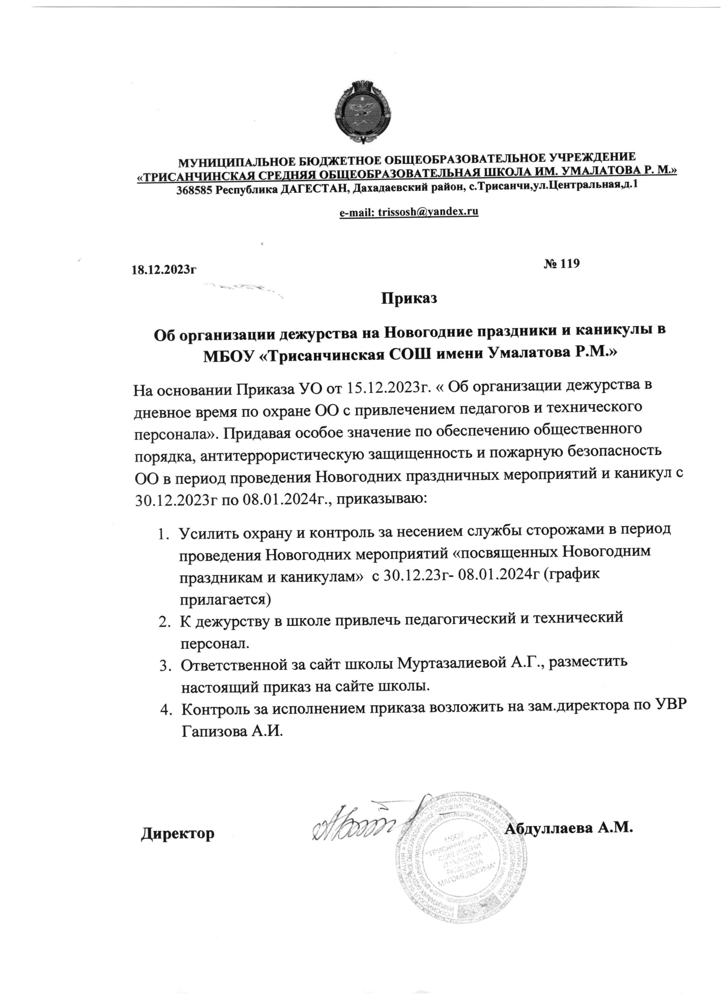 МУНИЦИПАЛЬНОЕ БЮДЖЕТНОЕ ОБЩЕОБРАЗОВАТЕЛЬНОЕ УЧРЕЖДЕНИЕ
«ТРИСАНЧИНСКАЯ СРЕДНЯЯ ОБЩЕОБРАЗОВАТЕЛЬНАЯ ШКОЛА ИМ. УМАЛАТОВА Р. М.»
368585 Республика ДАГЕСТАН, Дахадаевский район, с.Трисанчи,ул.Центральная,д.1
e-mail: trissosh@yandex.ru
18.12.2023г
№ 119
Приказ
Об организации дежурства на Новогодние праздники и каникулы в
МБОУ «Трисанчинская СОШ имени Умалатова Р.М.»
На основании Приказа УО от 15.12.2023г. « Об организации дежурства в
дневное время по охране ОО с привлечением педагогов и технического
персонала». Придавая особое значение по обеспечению общественного
порядка, антитеррористическую защищенность и пожарную безопасность
ОО в период проведения Новогодних праздничных мероприятий и каникул с
30.12.2023г по 08.01.2024г., приказываю:
1. Усилить охрану и контроль за несением службы сторожами в период
проведения Новогодних мероприятий «посвященных Новогодним
праздникам и каникулам» с 30.12.23г- 08.01.2024г (график
прилагается)
2. К дежурству в школе привлечь педагогический и технический
персонал.
3. Ответственной за сайт школы Муртазалиевой А.Г., разместить
настоящий приказ на сайте школы.
4. Контроль за исполнением приказа возложить на зам.директора по УВР
Гапизова А.И.
Директор
Абдуллаева А.М.
МБОУ
"ТРИСАНЧИНСКАЯ
СОШ ИМЕНИ
УМАЛАТОВА
РАМАЗАНА
МАГОМЕДОВИЧА"